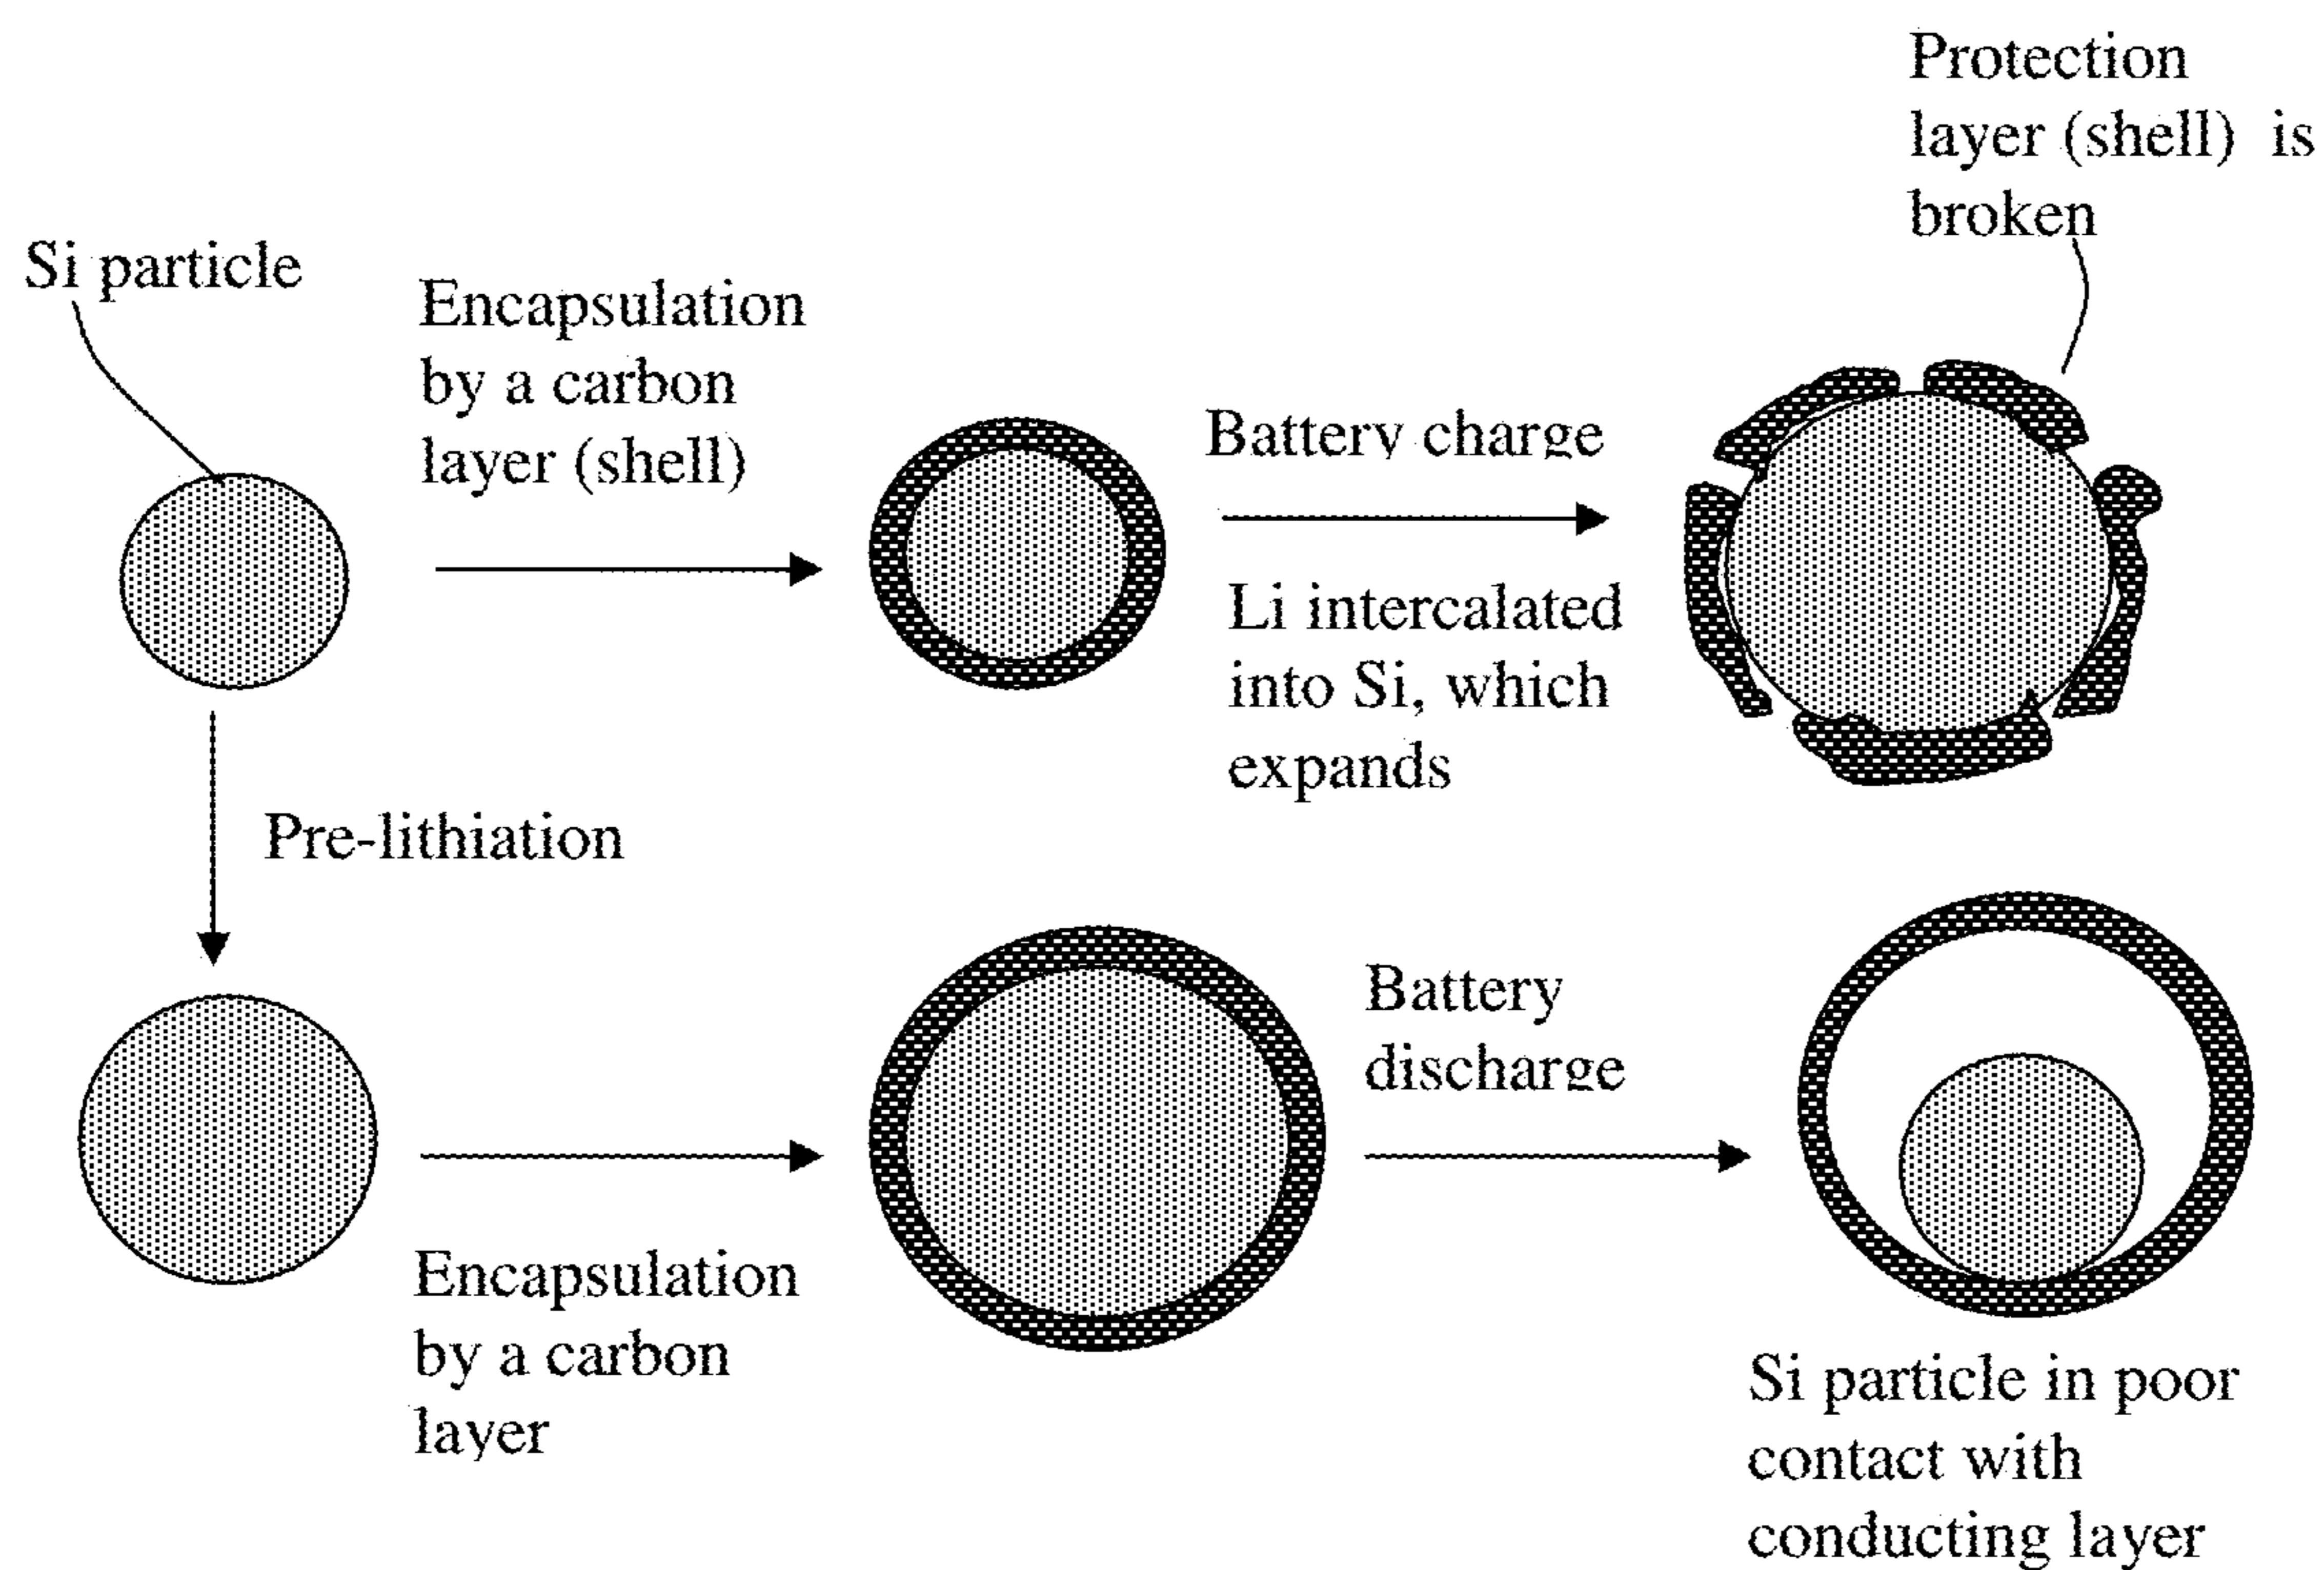 Si particle
Encapsulation
by a carbon
layer (shell)
Battery charge
Li intercalated
into Si, which
expands
Protection
layer (shell) is
broken
Pre-lithiation
Encapsulation
by a carbon
layer
Battery
discharge
Si particle in poor
contact with
conducting layer